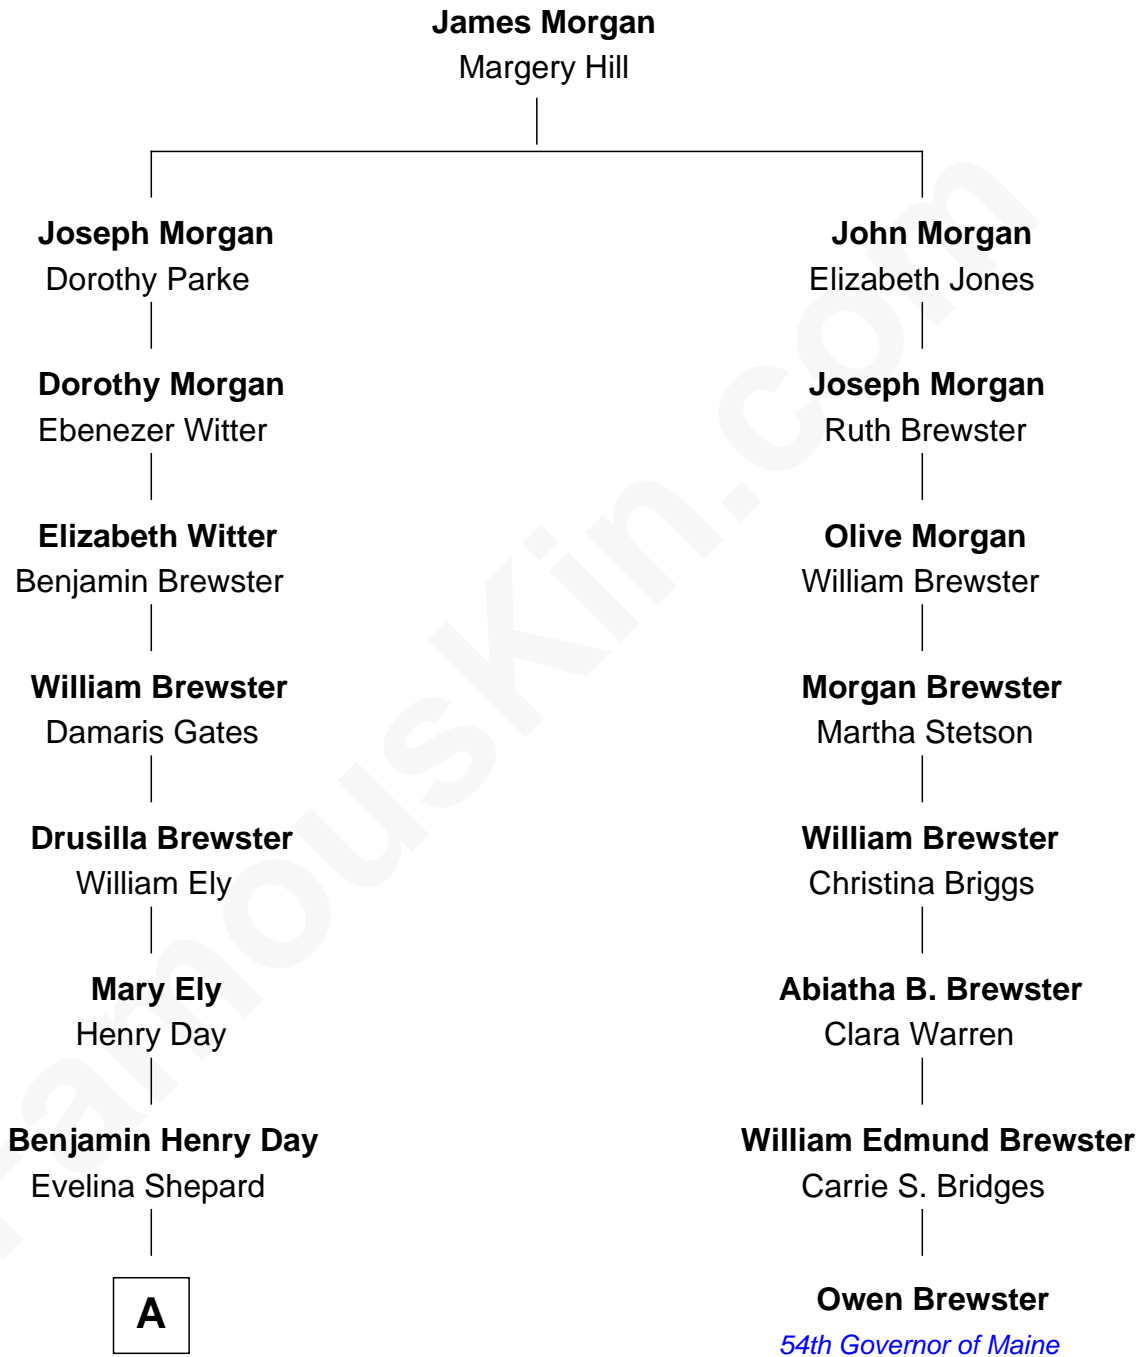 James Morgan
Margery Hill
Joseph Morgan
Dorothy Parke
Dorothy Morgan
Ebenezer Witter
Elizabeth Witter
Benjamin Brewster
William Brewster
Damaris Gates
Drusilla Brewster
William Ely
Mary Ely
Henry Day
Benjamin Henry Day
Evelina Shepard
A
John Morgan
Elizabeth Jones
Joseph Morgan
Ruth Brewster
Olive Morgan
William Brewster
Morgan Brewster
Martha Stetson
William Brewster
Christina Briggs
Abiatha B. Brewster
Clara Warren
William Edmund Brewster
Carrie S. Bridges
Owen Brewster
54th Governor of Maine
FamousKin.com